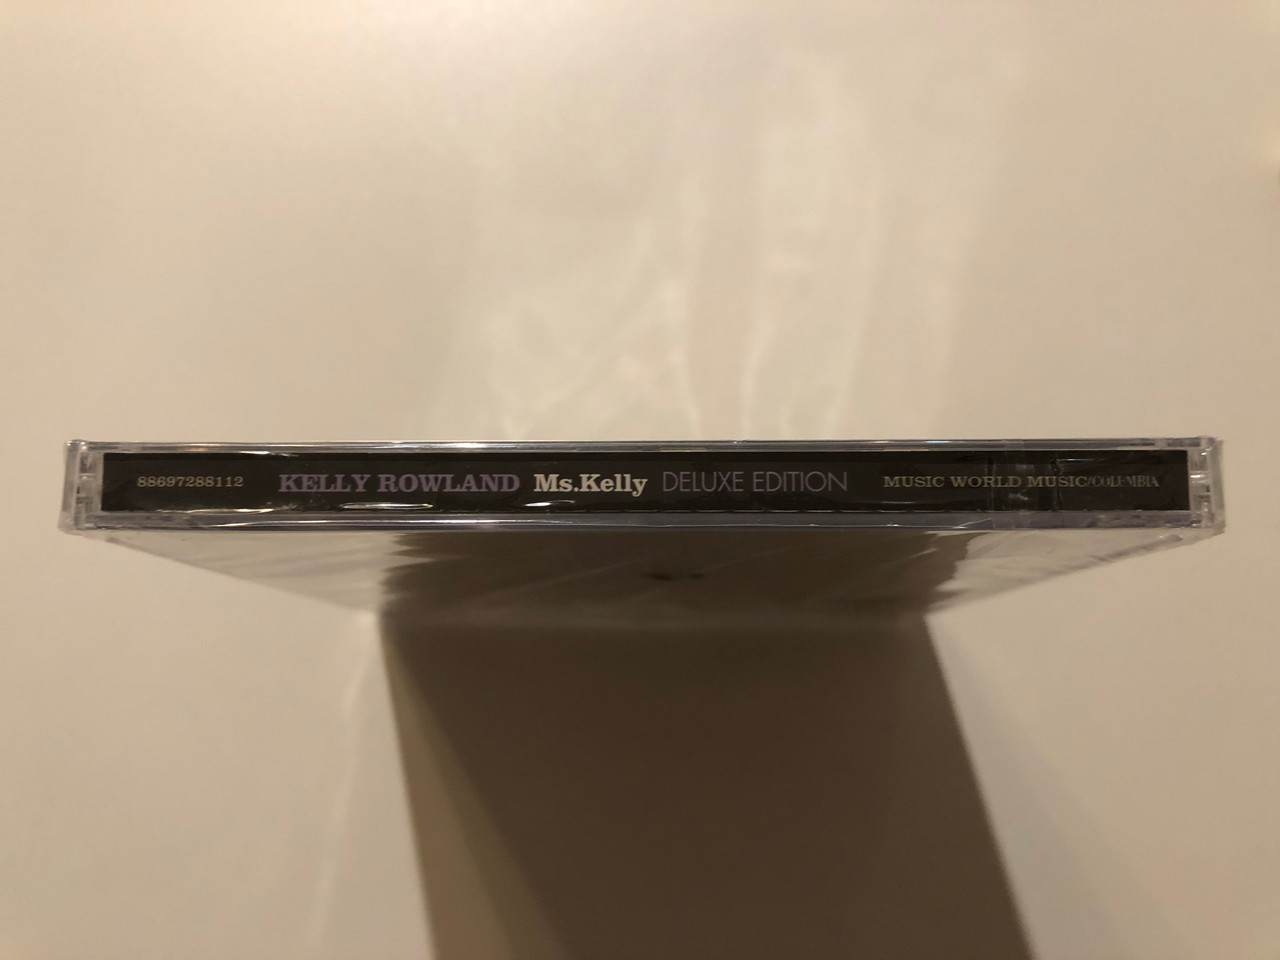 88697288112 KELLY ROWLAND Ms.Kelly DELUXE EDITION MUSIC WORLD MUSIC/COLUMBIA